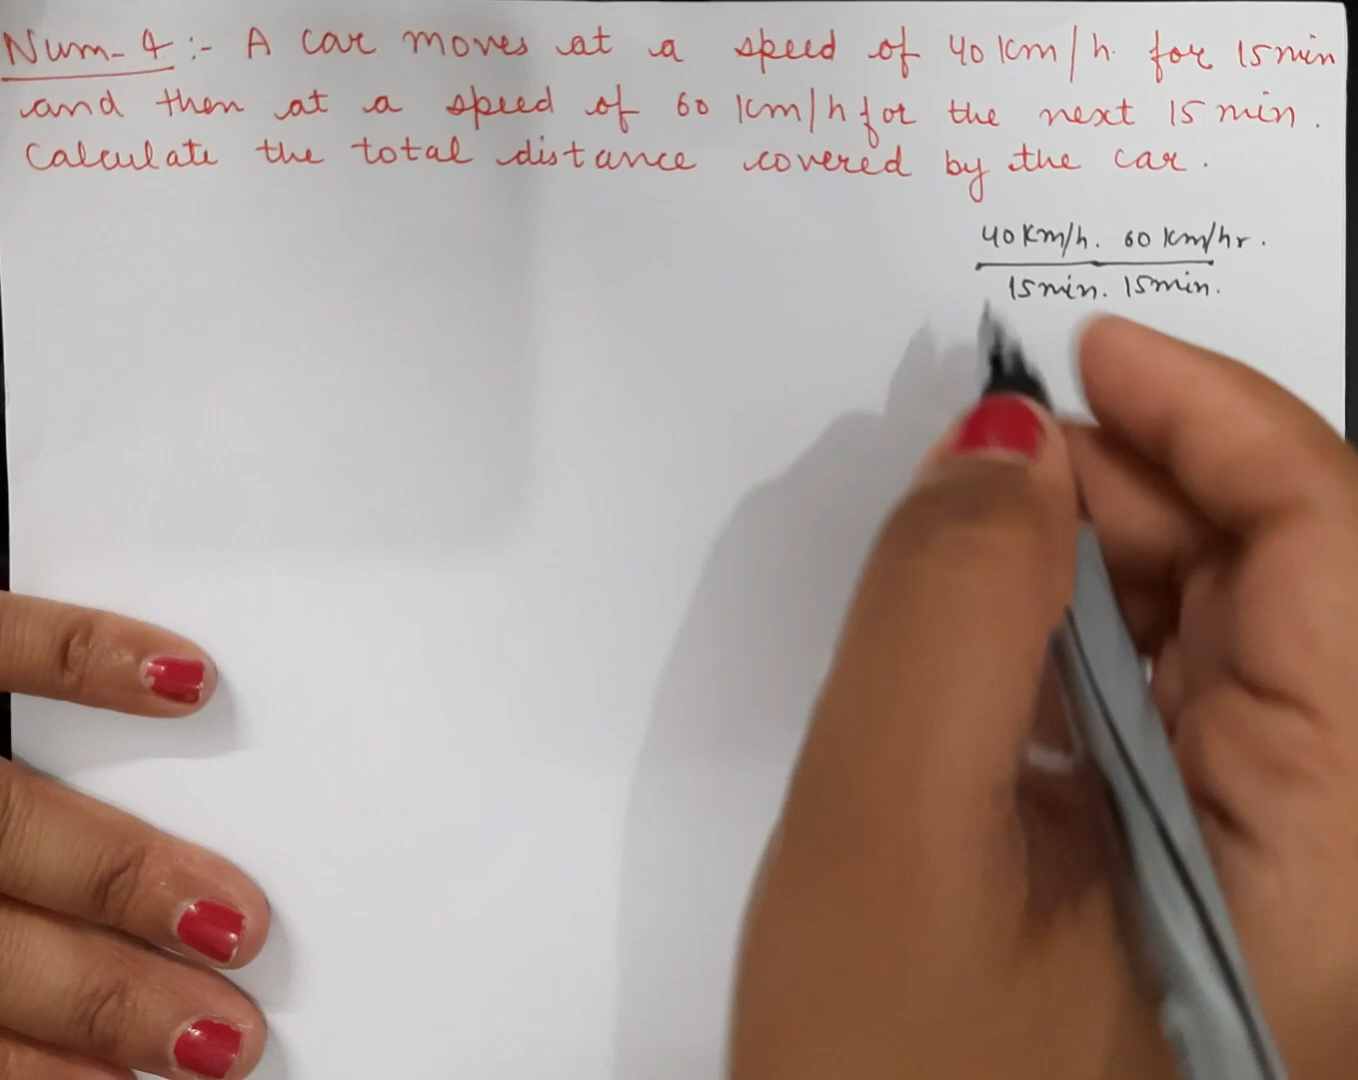 Num-4:- A car moves at a speed of 40 km/h. for 15 min
and then at a speed of 60 km/h for the next 15 min.
Calculate the total distance covered by the car.
40 km/h. 60 km/hr.
15 min. 15 min.